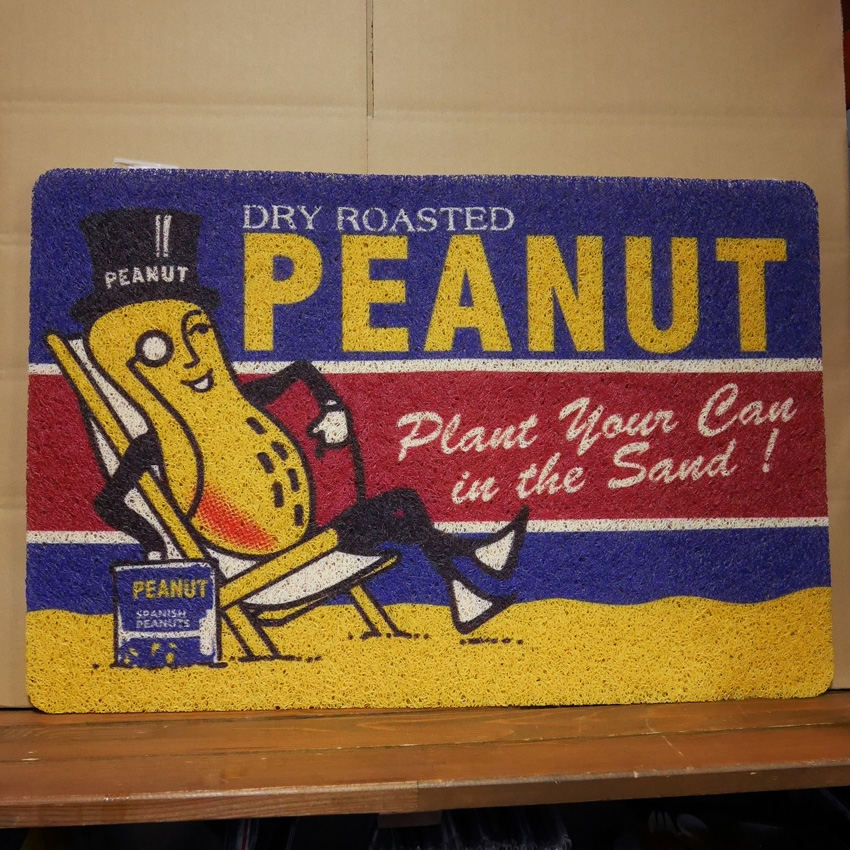 DRY ROASTED
PEANUT
PEANUT
Plant Your Can
in the Sand !
PEANUT
SPANISH
PEANUTS